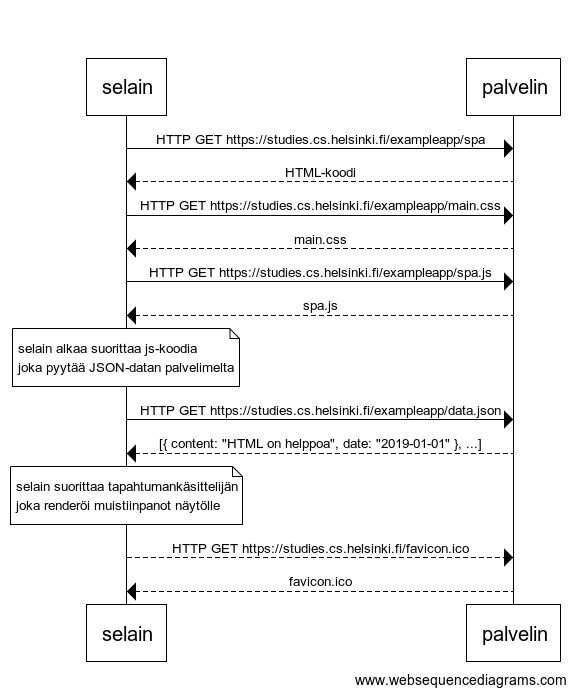 selain palvelin
HTTP GET https://studies.cs.helsinki.fi/exampleapp/spa
HTML-koodi
HTTP GET https://studies.cs.helsinki.fi/exampleapp/main.css
main.css
HTTP GET https://studies.cs.helsinki.fi/exampleapp/spa.js
spa.js
selain alkaa suorittaa js-koodia
joka pyytää JSON-datan palvelimelta
HTTP GET https://studies.cs.helsinki.fi/exampleapp/data.json
[{ content: "HTML on helppoa", date: "2019-01-01" }, ...]
selain suorittaa tapahtumankäsittelijän
joka renderöi muistiinpanot näytölle
HTTP GET https://studies.cs.helsinki.fi/favicon.ico
favicon.ico
selain palvelin
www.websequencediagrams.com